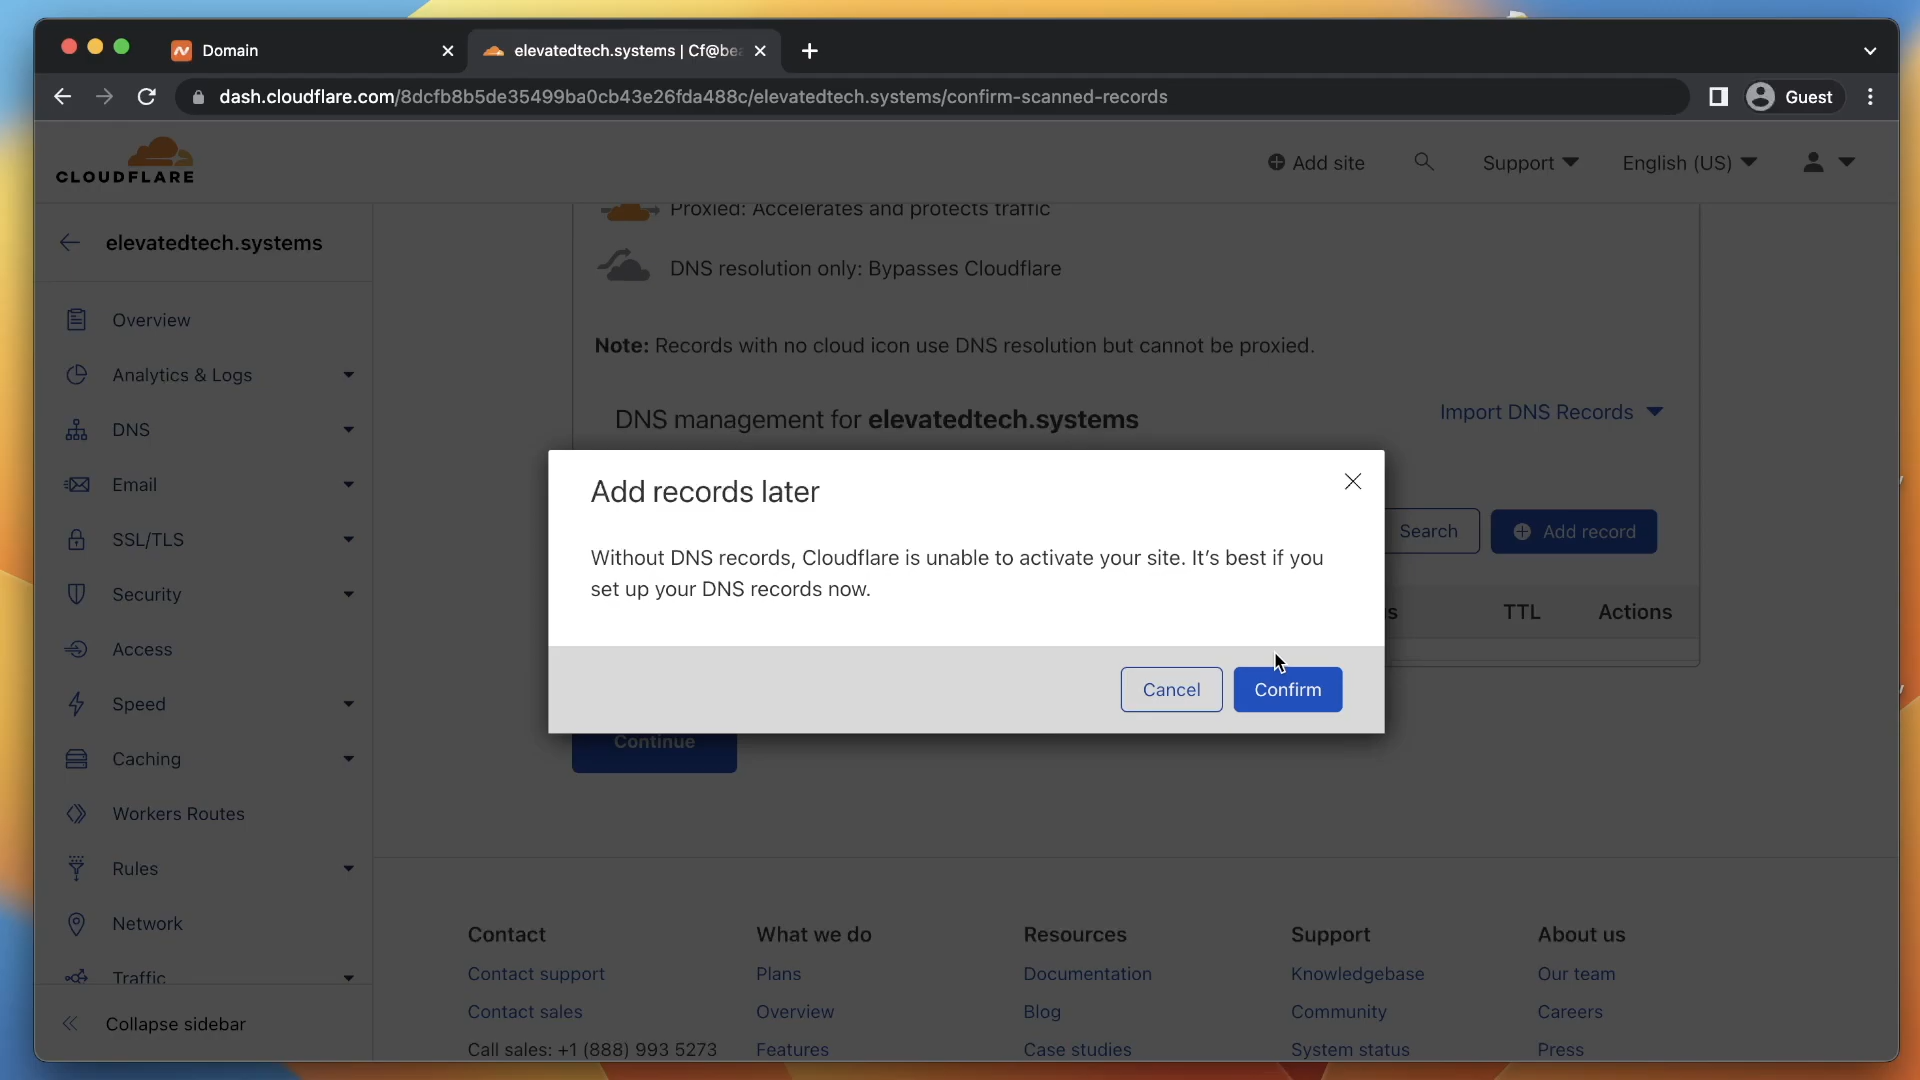 Domain
elevatedtech.systems | Cf@be
dash.cloudflare.com/8dcfb8b5de35499ba0cb43e26fda488c/elevatedtech.systems/confirm-scanned-records
Guest
CLOUDFLARE
Add site
Support
English (US)
elevatedtech.systems
Overview
Analytics & Logs
DNS
Email
SSL/TLS
Security
Access
Speed
Caching
Workers Routes
Rules
Network
Traffic
Collapse sidebar
Proxied: Accelerates and protects traffic
DNS resolution only: Bypasses Cloudflare
Note: Records with no cloud icon use DNS resolution but cannot be proxied.
DNS management for elevatedtech.systems
Import DNS Records
Search
Add record
s
TTL
Actions
Add records later
Without DNS records, Cloudflare is unable to activate your site. It's best if you
set up your DNS records now.
Cancel
Confirm
Continue
Contact
Contact support
Contact sales
Call sales: +1 (888) 993 5273
What we do
Plans
Overview
Features
Resources
Documentation
Blog
Case studies
Support
Knowledgebase
Community
System status
About us
Our team
Careers
Press